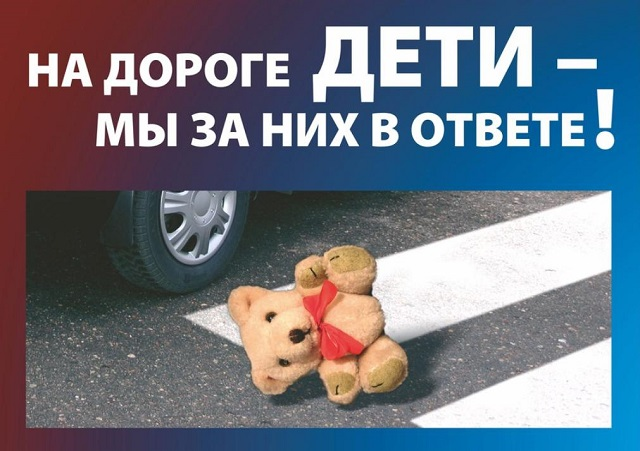 НА ДОРОГЕ ДЕТИ –
МЫ ЗА НИХ В ОТВЕТЕ!